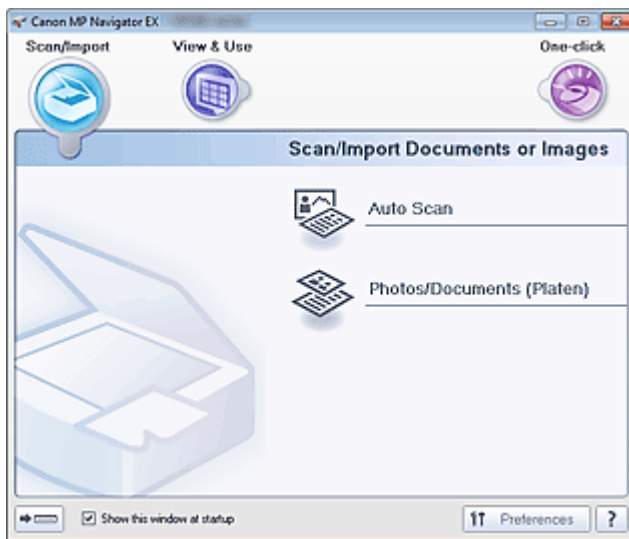 Canon MP Navigator EX
Scan/Import
View & Use
One-click
Scan/Import Documents or Images
Auto Scan
Photos/Documents (Platen)
Show this window at startup
Preferences
?